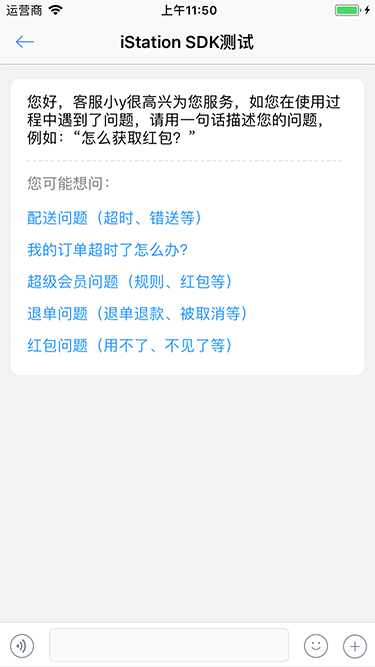 运营商 上午11:50
iStation SDK测试
您好，客服小y很高兴为您服务，如您在使用过
程中遇到了问题，请用一句话描述您的问题，
例如：“怎么获取红包？”
您可能想问：
配送问题（超时、错送等）
我的订单超时了怎么办?
超级会员问题（规则、红包等）
退单问题（退单退款、被取消等）
红包问题（用不了、不见了等）